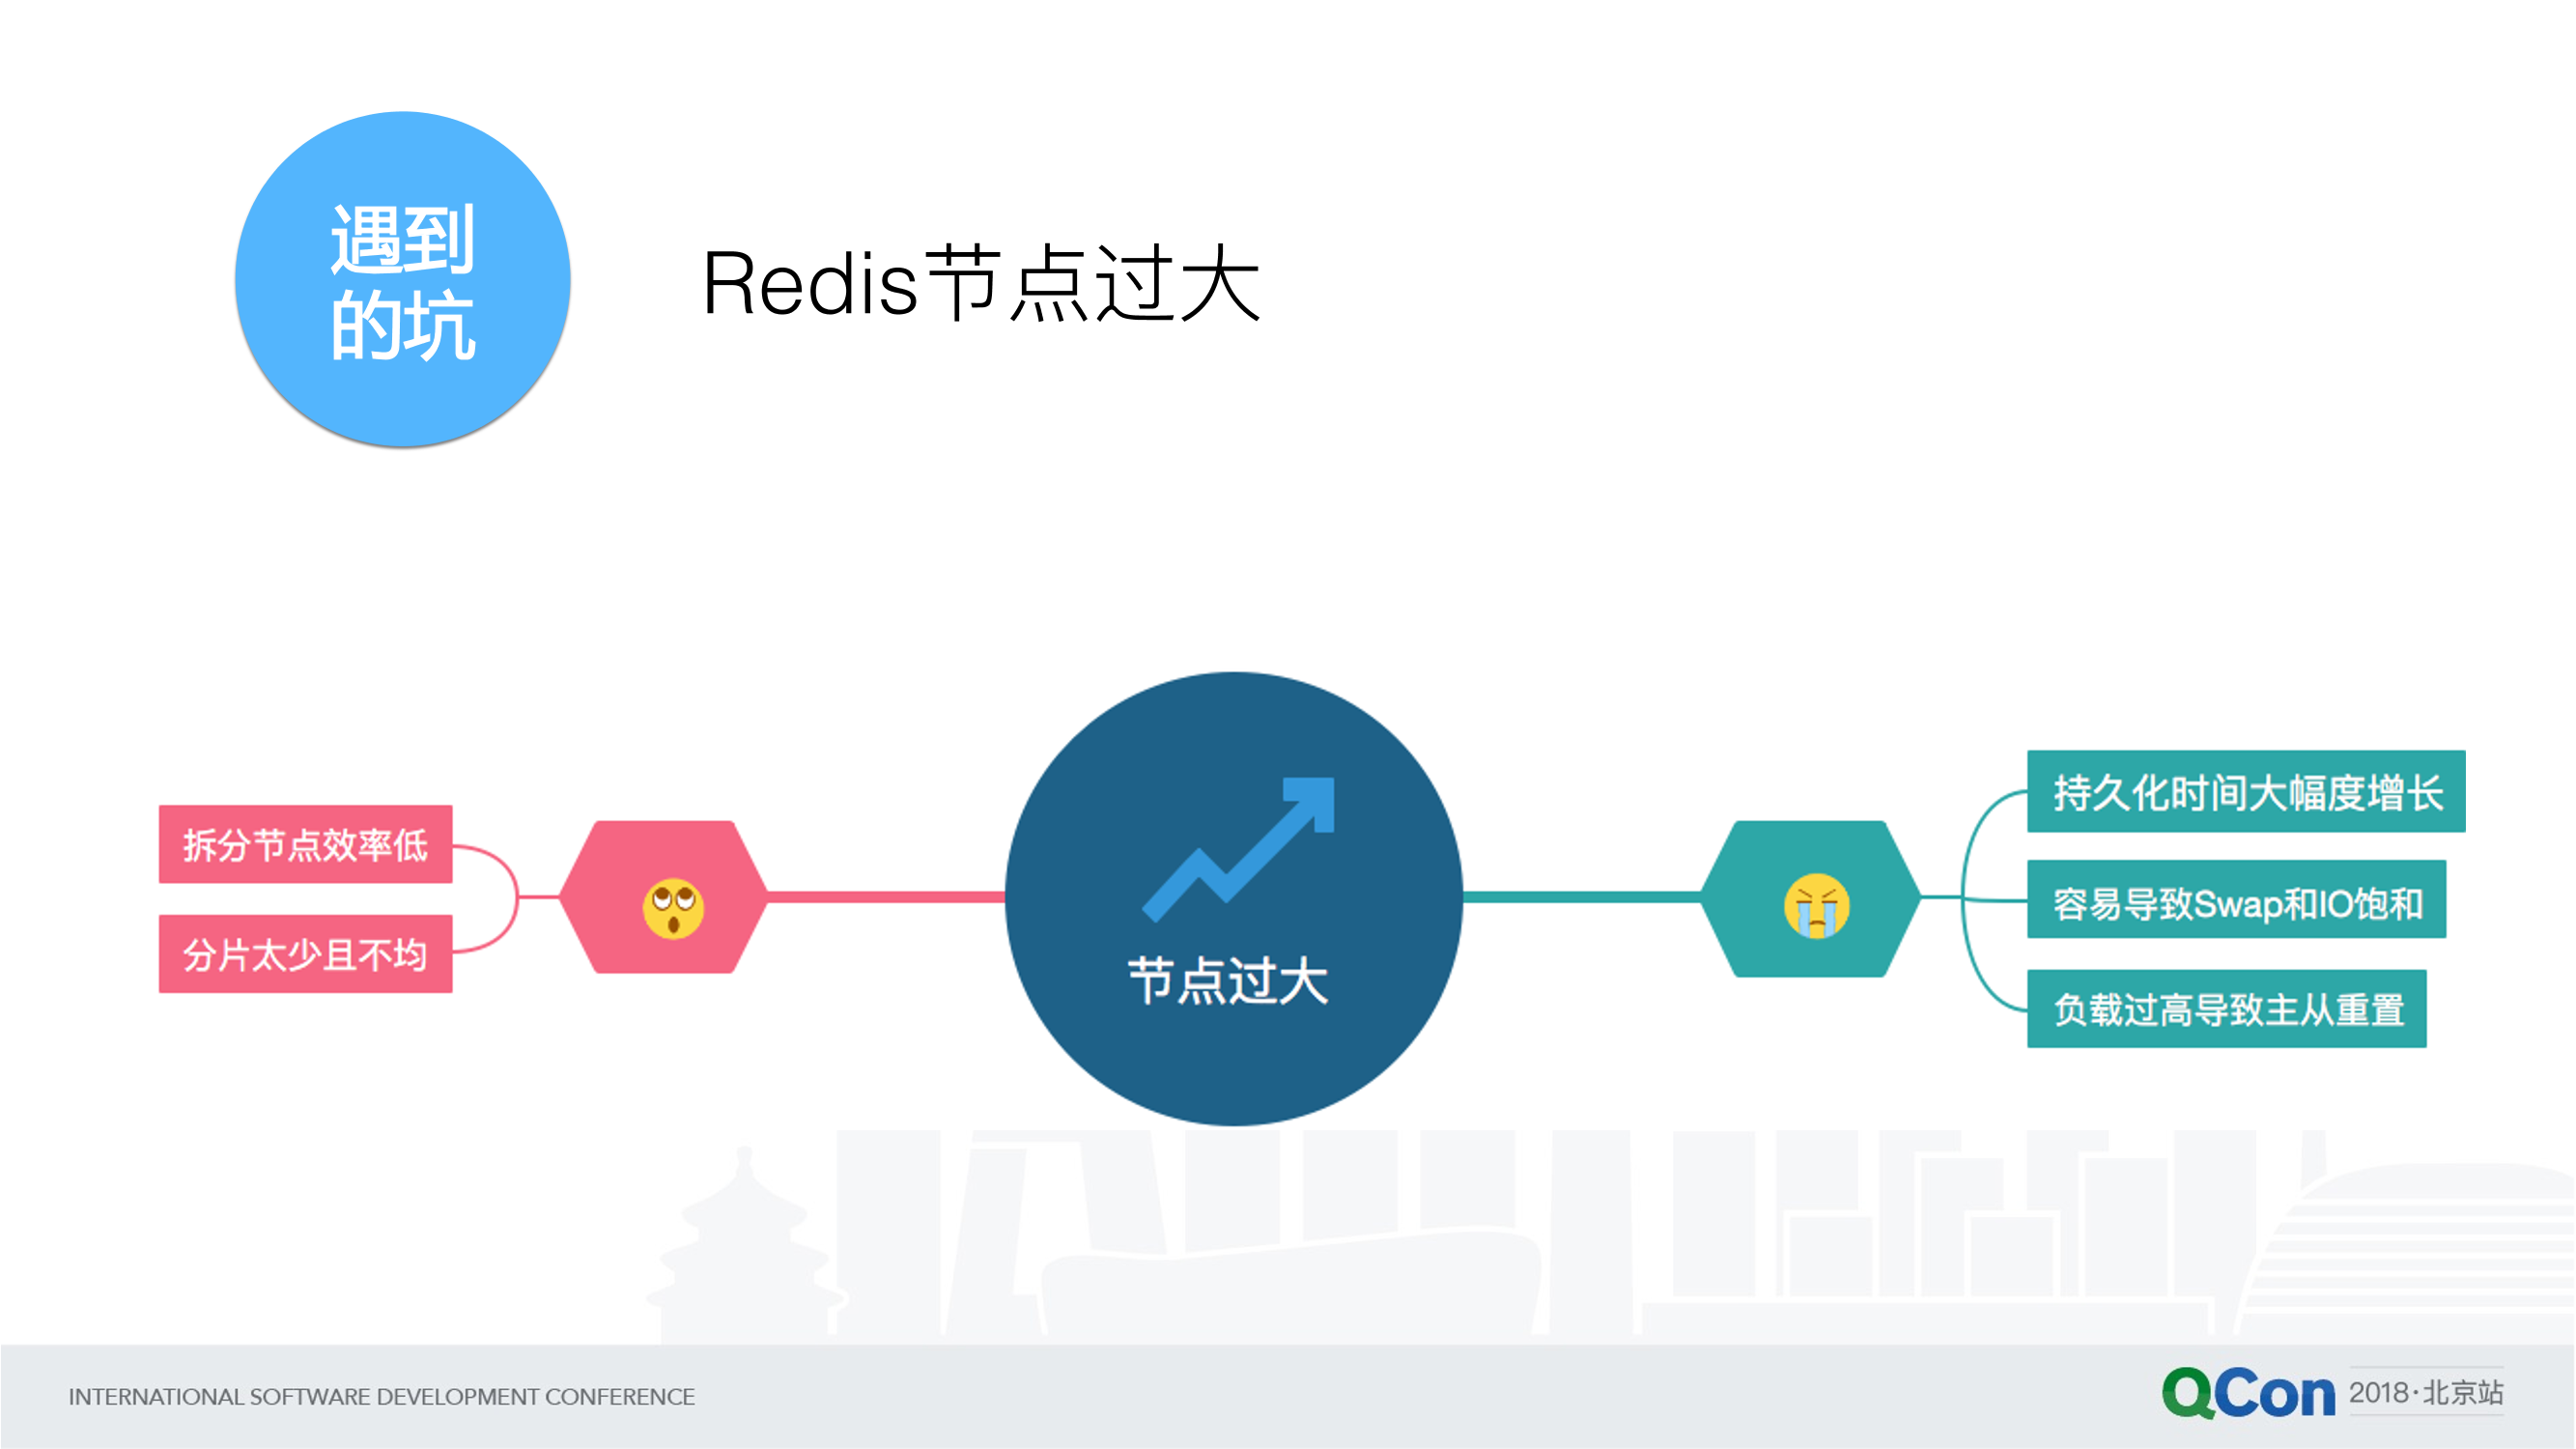 遇到
的坑
Redis节点过大
拆分节点效率低
分片太少且不均
节点过大
持久化时间大幅度增长
容易导致Swap和IO饱和
负载过高导致主从重置
INTERNATIONAL SOFTWARE DEVELOPMENT CONFERENCE
QCon 2018·北京站